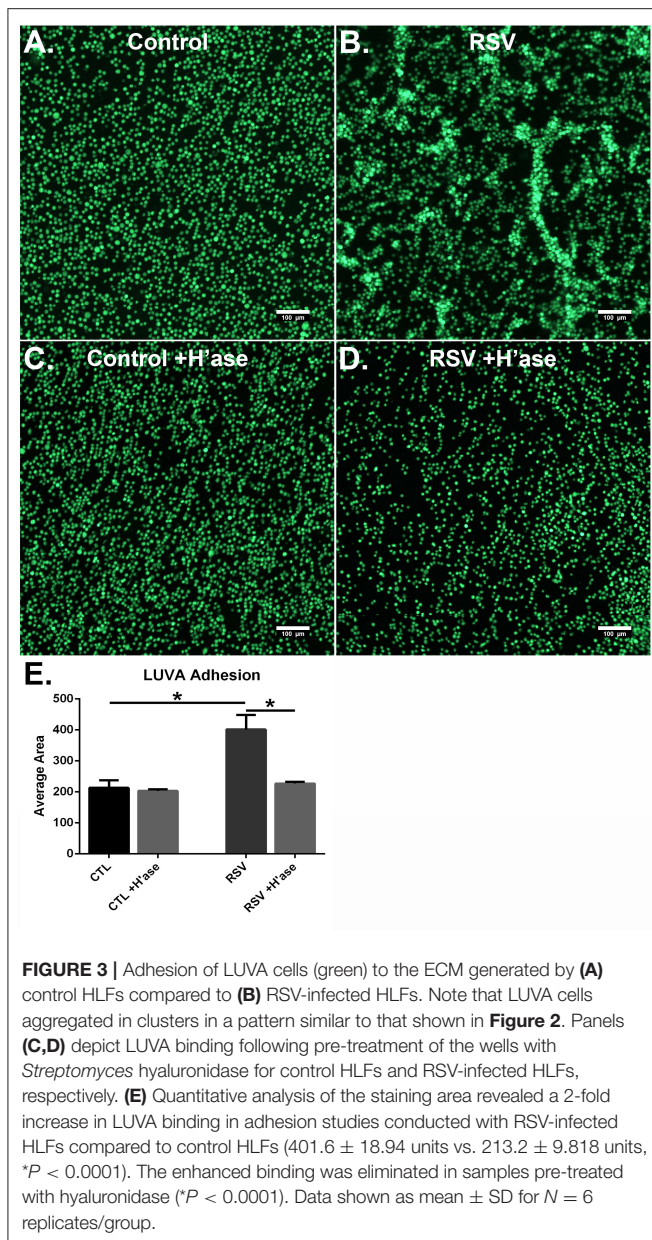 A. Control
B. RSV
100 µm
100 µm
C. Control +H'ase
D. RSV +H'ase
100 µm
100 µm
E.
LUVA Adhesion
*
*
500
400
300
200
100
0
Average Area
CTL
CTL +H'ase
RSV
RSV +H'ase
FIGURE 3 | Adhesion of LUVA cells (green) to the ECM generated by (A)
control HLFs compared to (B) RSV-infected HLFs. Note that LUVA cells
aggregated in clusters in a pattern similar to that shown in Figure 2. Panels
(C,D) depict LUVA binding following pre-treatment of the wells with
Streptomyces hyaluronidase for control HLFs and RSV-infected HLFs,
respectively. (E) Quantitative analysis of the staining area revealed a 2-fold
increase in LUVA binding in adhesion studies conducted with RSV-infected
HLFs compared to control HLFs (401.6 ± 18.94 units vs. 213.2 ± 9.818 units,
*P < 0.0001). The enhanced binding was eliminated in samples pre-treated
with hyaluronidase (*P < 0.0001). Data shown as mean ± SD for N = 6
replicates/group.